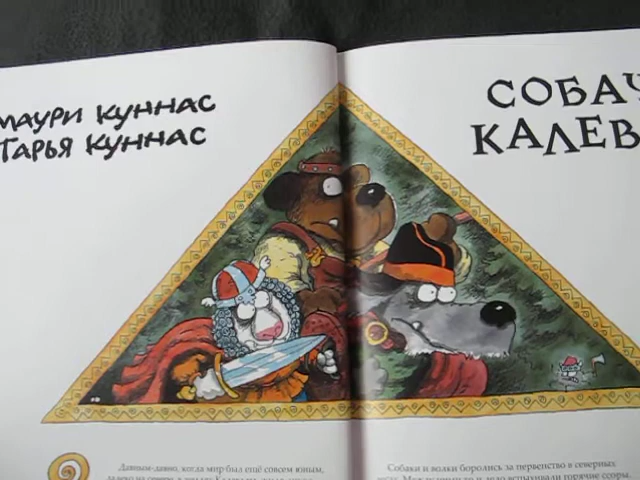 МАУРИ КУННАС
ТАРЬЯ КУННАС
СОБАЧ
КАЛЕВ
Давным-давно, когда мир был ещё совсем юным,
Собаки и волки боролись за первенство в северных